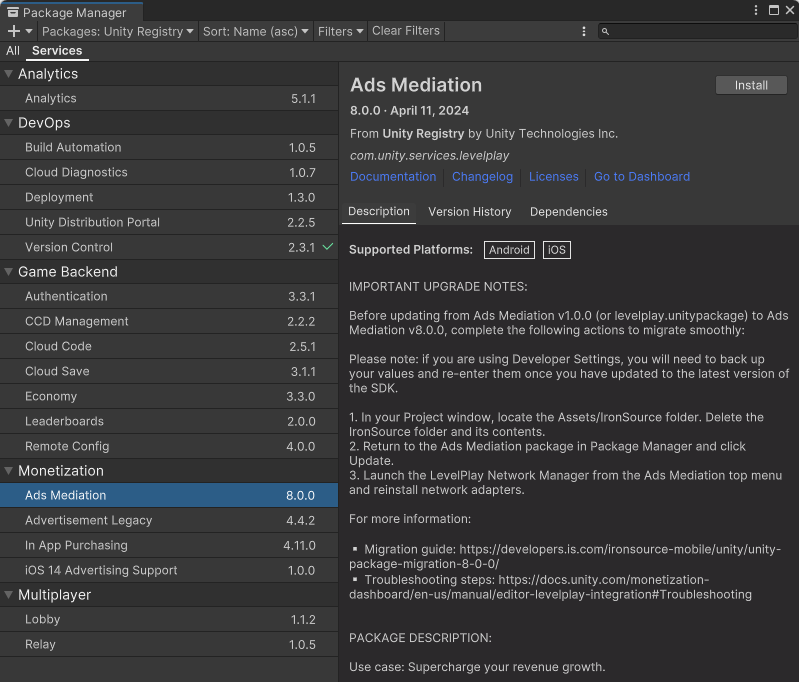 Package Manager
Packages: Unity Registry Sort: Name (asc) Filters Clear Filters
All Services
Analytics
Analytics 5.1.1
DevOps
Build Automation 1.0.5
Cloud Diagnostics 1.0.7
Deployment 1.3.0
Unity Distribution Portal 2.2.5
Version Control 2.3.1
Game Backend
Authentication 3.3.1
CCD Management 2.2.2
Cloud Code 2.5.1
Cloud Save 3.1.1
Economy 3.3.0
Leaderboards 2.0.0
Remote Config 4.0.0
Monetization
Ads Mediation 8.0.0
Advertisement Legacy 4.4.2
In App Purchasing 4.11.0
iOS 14 Advertising Support 1.0.0
Multiplayer
Lobby 1.1.2
Relay 1.0.5
Ads Mediation
Install
8.0.0 · April 11, 2024
From Unity Registry by Unity Technologies Inc.
com.unity.services.levelplay
Documentation Changelog Licenses Go to Dashboard
Description Version History Dependencies
Supported Platforms: Android iOS
IMPORTANT UPGRADE NOTES:
Before updating from Ads Mediation v1.0.0 (or levelplay.unitypackage) to Ads
Mediation v8.0.0, complete the following actions to migrate smoothly:
Please note: if you are using Developer Settings, you will need to back up
your values and re-enter them once you have updated to the latest version of
the SDK.
1. In your Project window, locate the Assets/IronSource folder. Delete the
IronSource folder and its contents.
2. Return to the Ads Mediation package in Package Manager and click
Update.
3. Launch the LevelPlay Network Manager from the Ads Mediation top menu
and reinstall network adapters.
For more information:
▪ Migration guide: https://developers.is.com/ironsource-mobile/unity/unity-
package-migration-8-0-0/
▪ Troubleshooting steps: https://docs.unity.com/monetization-
dashboard/en-us/manual/editor-levelplay-integration#Troubleshooting
PACKAGE DESCRIPTION:
Use case: Supercharge your revenue growth.